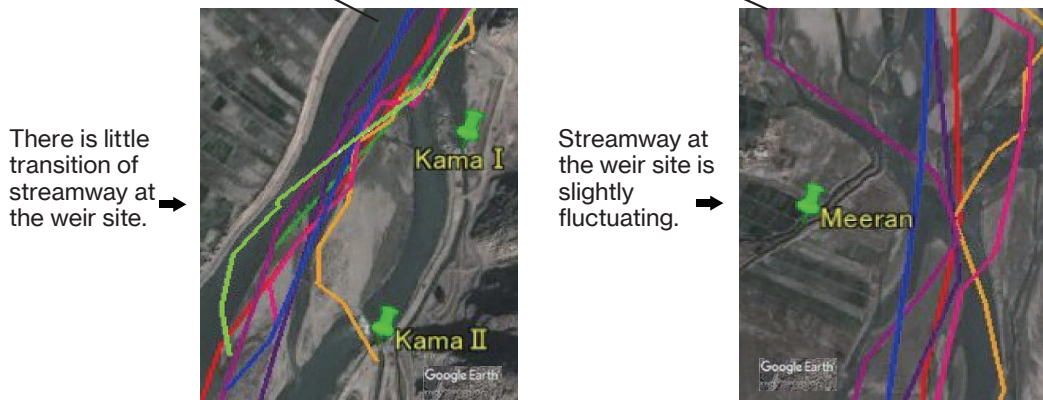 There is little
transition of
streamway at
the weir site.
Kama I
Kama II
Google Earth
Streamway at
the weir site is
slightly
fluctuating.
Meeran
Google Earth